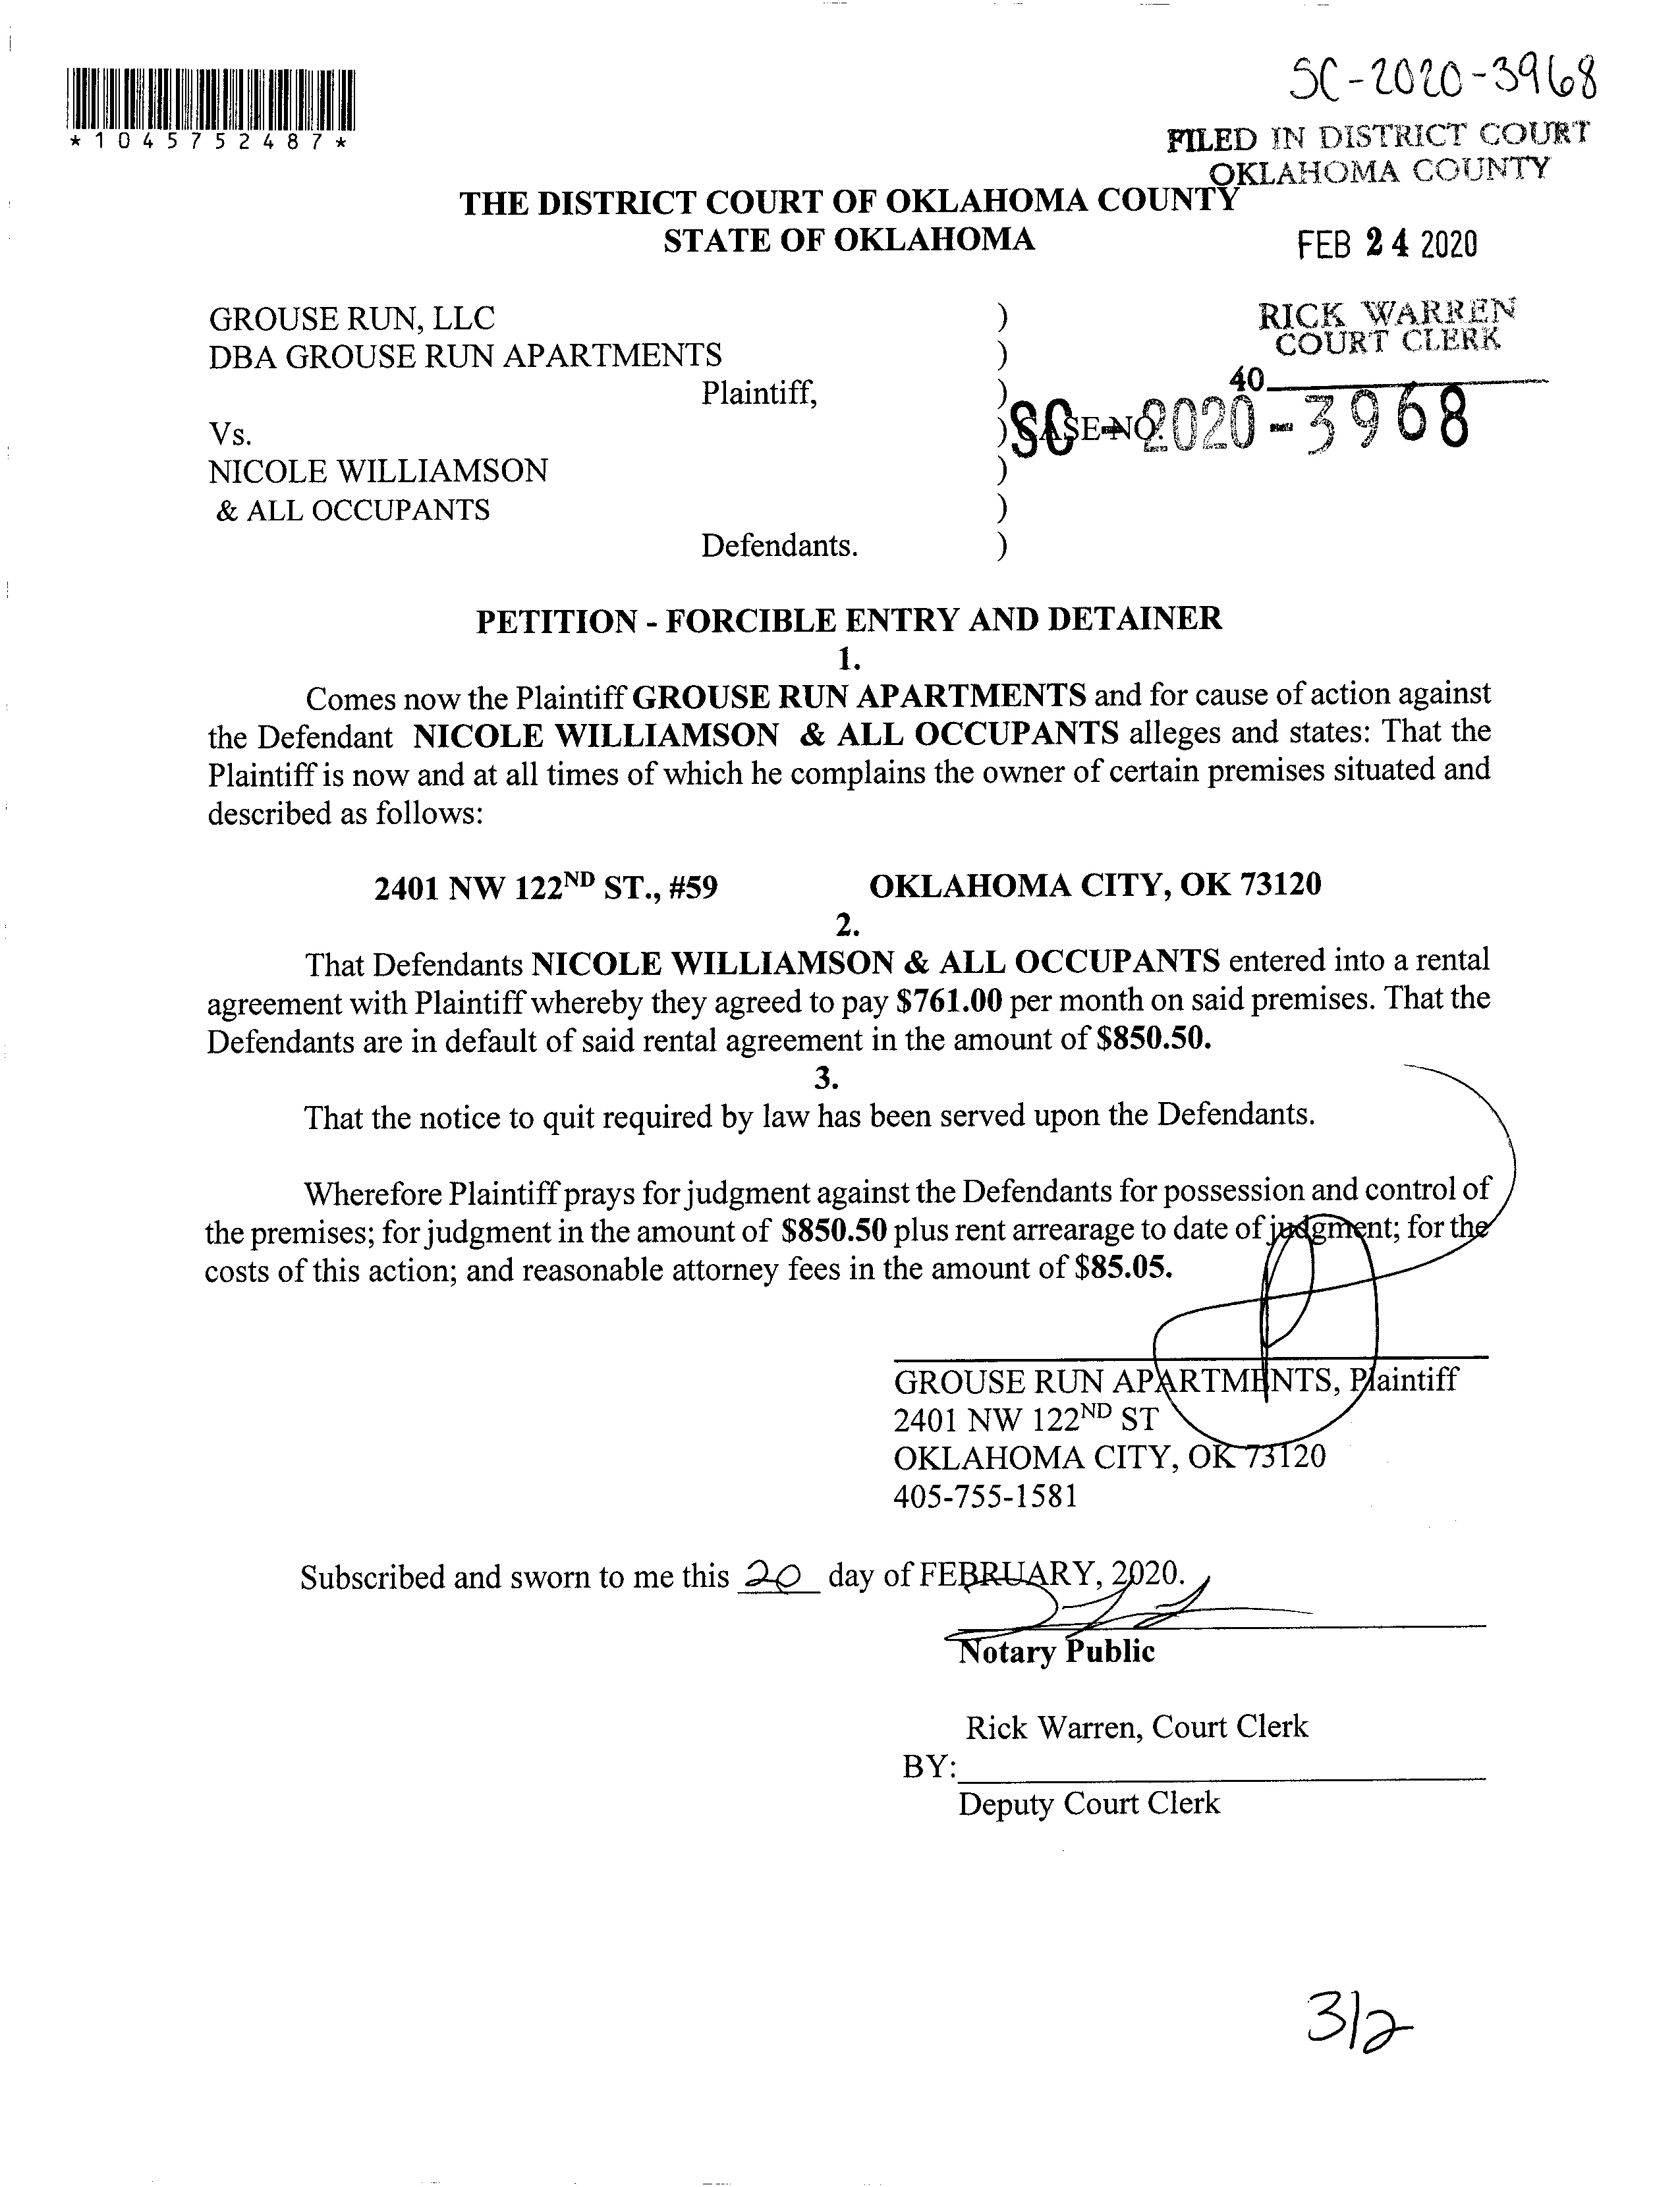 SC-2020-3968
*1045752487*
FILED IN DISTRICT COURT
OKLAHOMA COUNTY
THE DISTRICT COURT OF OKLAHOMA COUNTY
STATE OF OKLAHOMA
FEB 24 2020
GROUSE RUN, LLC )
RICK WARREN
COURT CLERK
DBA GROUSE RUN APARTMENTS )
40
Plaintiff, )
Vs. ) CASE NO. SC-2020-3968
NICOLE WILLIAMSON )
& ALL OCCUPANTS )
Defendants. )
PETITION - FORCIBLE ENTRY AND DETAINER
1.
Comes now the Plaintiff GROUSE RUN APARTMENTS and for cause of action against
the Defendant NICOLE WILLIAMSON & ALL OCCUPANTS alleges and states: That the
Plaintiff is now and at all times of which he complains the owner of certain premises situated and
described as follows:
2401 NW 122ND ST., #59 OKLAHOMA CITY, OK 73120
2.
That Defendants NICOLE WILLIAMSON & ALL OCCUPANTS entered into a rental
agreement with Plaintiff whereby they agreed to pay $761.00 per month on said premises. That the
Defendants are in default of said rental agreement in the amount of $850.50.
3.
That the notice to quit required by law has been served upon the Defendants.
Wherefore Plaintiff prays for judgment against the Defendants for possession and control of
the premises; for judgment in the amount of $850.50 plus rent arrearage to date of judgment; for the
costs of this action; and reasonable attorney fees in the amount of $85.05.
GROUSE RUN APARTMENTS, Plaintiff
2401 NW 122ND ST
OKLAHOMA CITY, OK 73120
405-755-1581
Subscribed and sworn to me this 20 day of FEBRUARY, 2020.
Notary Public
Rick Warren, Court Clerk
BY:
Deputy Court Clerk
3/2